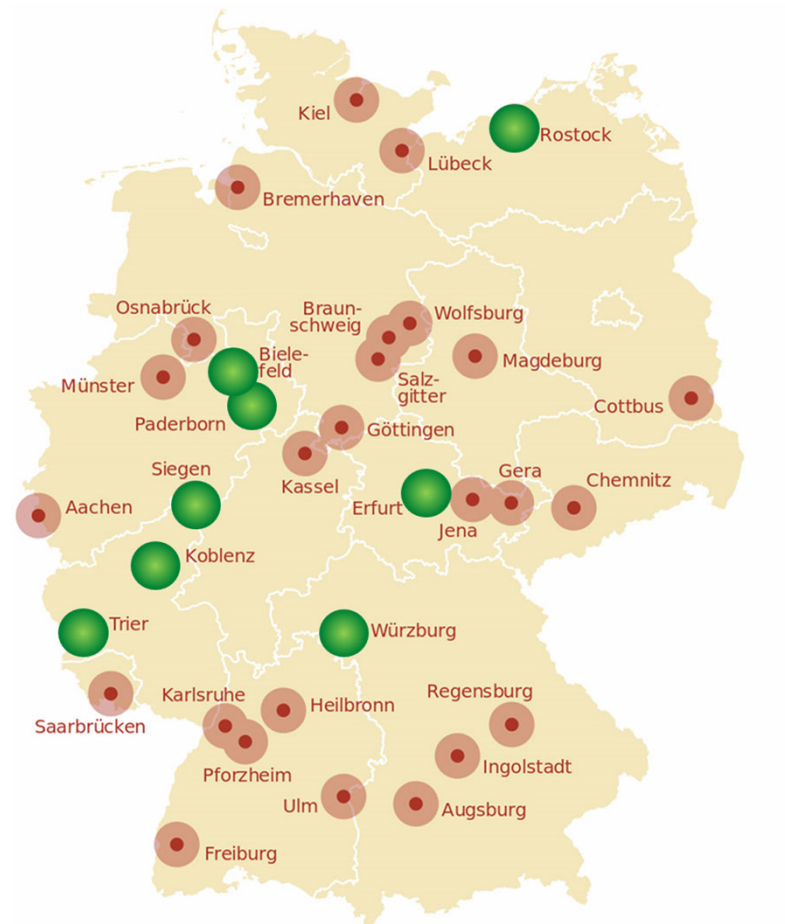 Kiel
Rostock
Lübeck
Bremerhaven
Osnabrück
Braun-
schweig
Wolfsburg
Biele-
feld
Magdeburg
Münster
Salz-
gitter
Cottbus
Paderborn
Göttingen
Siegen
Kassel
Gera
Chemnitz
Aachen
Erfurt
Jena
Koblenz
Trier
Würzburg
Karlsruhe
Heilbronn
Regensburg
Saarbrücken
Pforzheim
Ingolstadt
Ulm
Augsburg
Freiburg